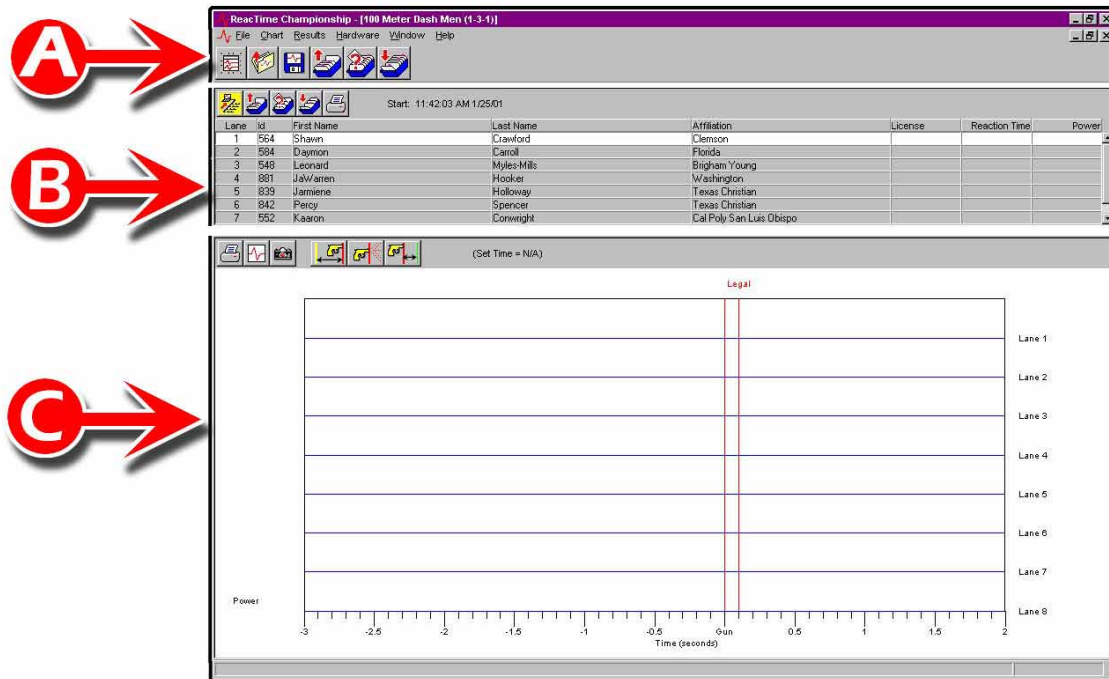 A
ReacTime Championship - [100 Meter Dash Men (1-3-1)]
File Chart Results Hardware Window Help
B
Start: 11:42:03 AM 1/25/01
Lane Id First Name Last Name Affiliation License Reaction Time Power
1 564 Shawn Crawford Clemson
2 584 Daymon Carroll Florida
3 548 Leonard Myles-Mills Brigham Young
4 881 JaWarren Hooker Washington
5 839 Jarmiene Holloway Texas Christian
6 842 Percy Spencer Texas Christian
7 552 Kaaron Conwright Cal Poly San Luis Obispo
C
(Set Time = N/A)
Legal
Lane 1
Lane 2
Lane 3
Lane 4
Lane 5
Lane 6
Lane 7
Power
Lane 8
-3 -2.5 -2 -1.5 -1 -0.5 Gun 0.5 1 1.5 2
Time (seconds)